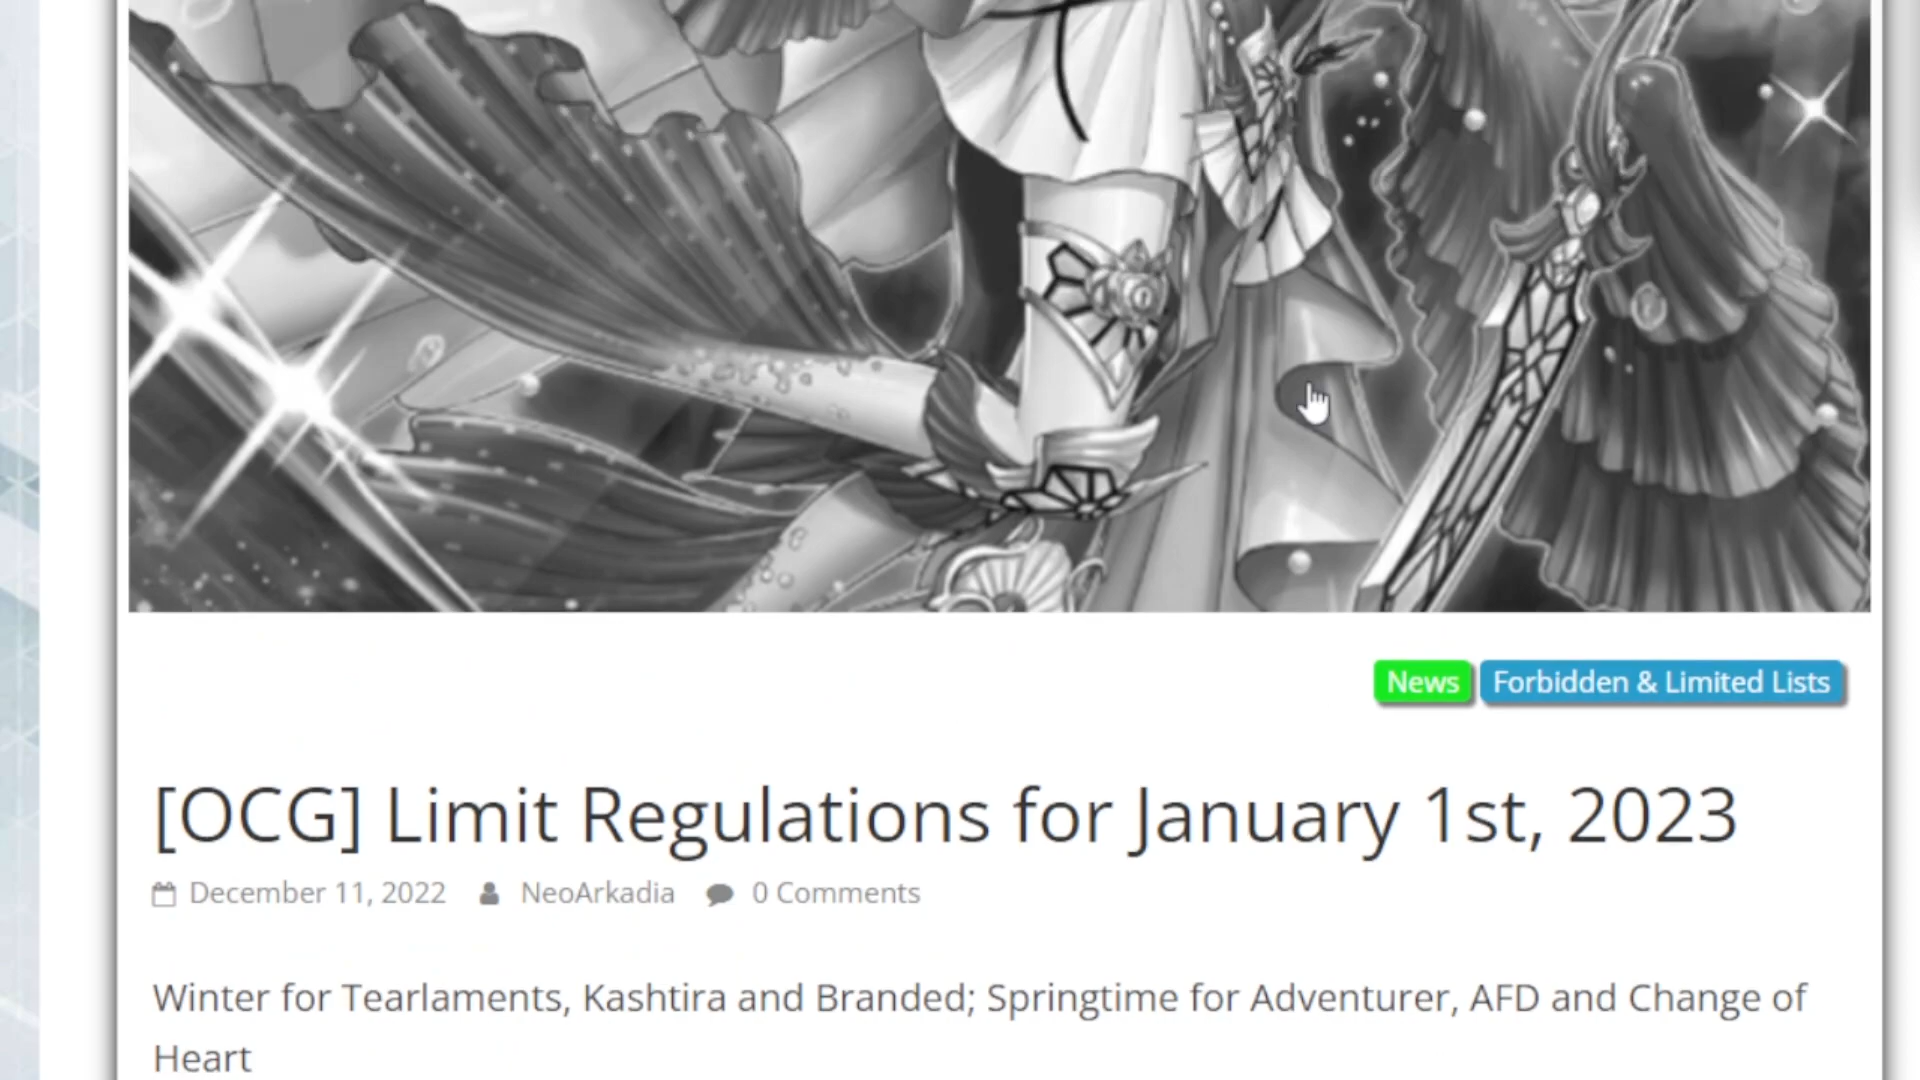 News Forbidden & Limited Lists
[OCG] Limit Regulations for January 1st, 2023
December 11, 2022 NeoArkadia 0 Comments
Winter for Tearlaments, Kashtira and Branded; Springtime for Adventurer, AFD and Change of
Heart